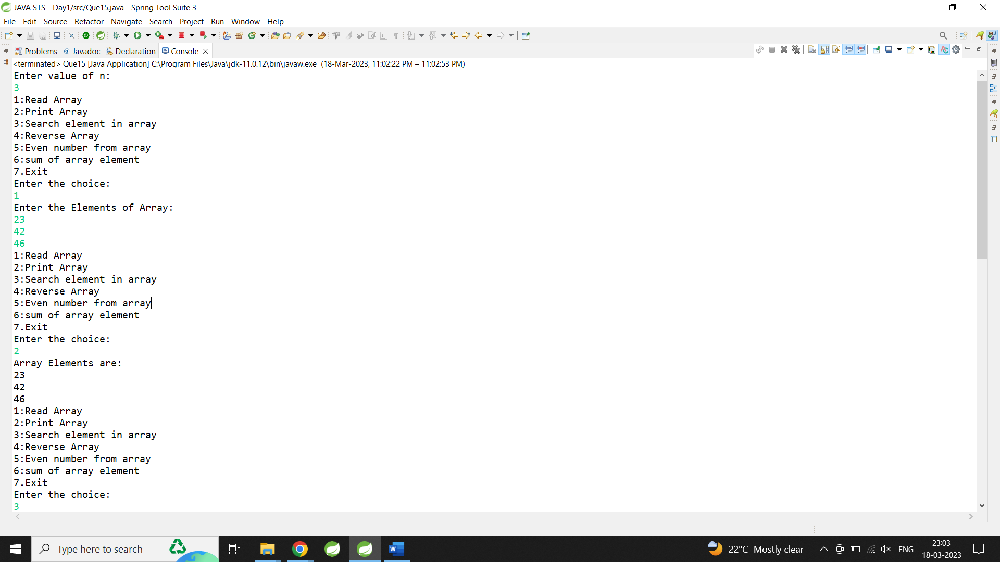 JAVA STS - Day1/src/Que15.java - Spring Tool Suite 3
File Edit Source Refactor Navigate Search Project Run Window Help
Problems @ Javadoc Declaration Console
<terminated> Que15 [Java Application] C:\Program Files\Java\jdk-11.0.12\bin\javaw.exe (18-Mar-2023, 11:02:22 PM – 11:02:53 PM)
Enter value of n:
3
1:Read Array
2:Print Array
3:Search element in array
4:Reverse Array
5:Even number from array
6:sum of array element
7.Exit
Enter the choice:
1
Enter the Elements of Array:
23
42
46
1:Read Array
2:Print Array
3:Search element in array
4:Reverse Array
5:Even number from array
6:sum of array element
7.Exit
Enter the choice:
2
Array Elements are:
23
42
46
1:Read Array
2:Print Array
3:Search element in array
4:Reverse Array
5:Even number from array
6:sum of array element
7.Exit
Enter the choice:
3
Type here to search
22°C Mostly clear
ENG
23:03
18-03-2023